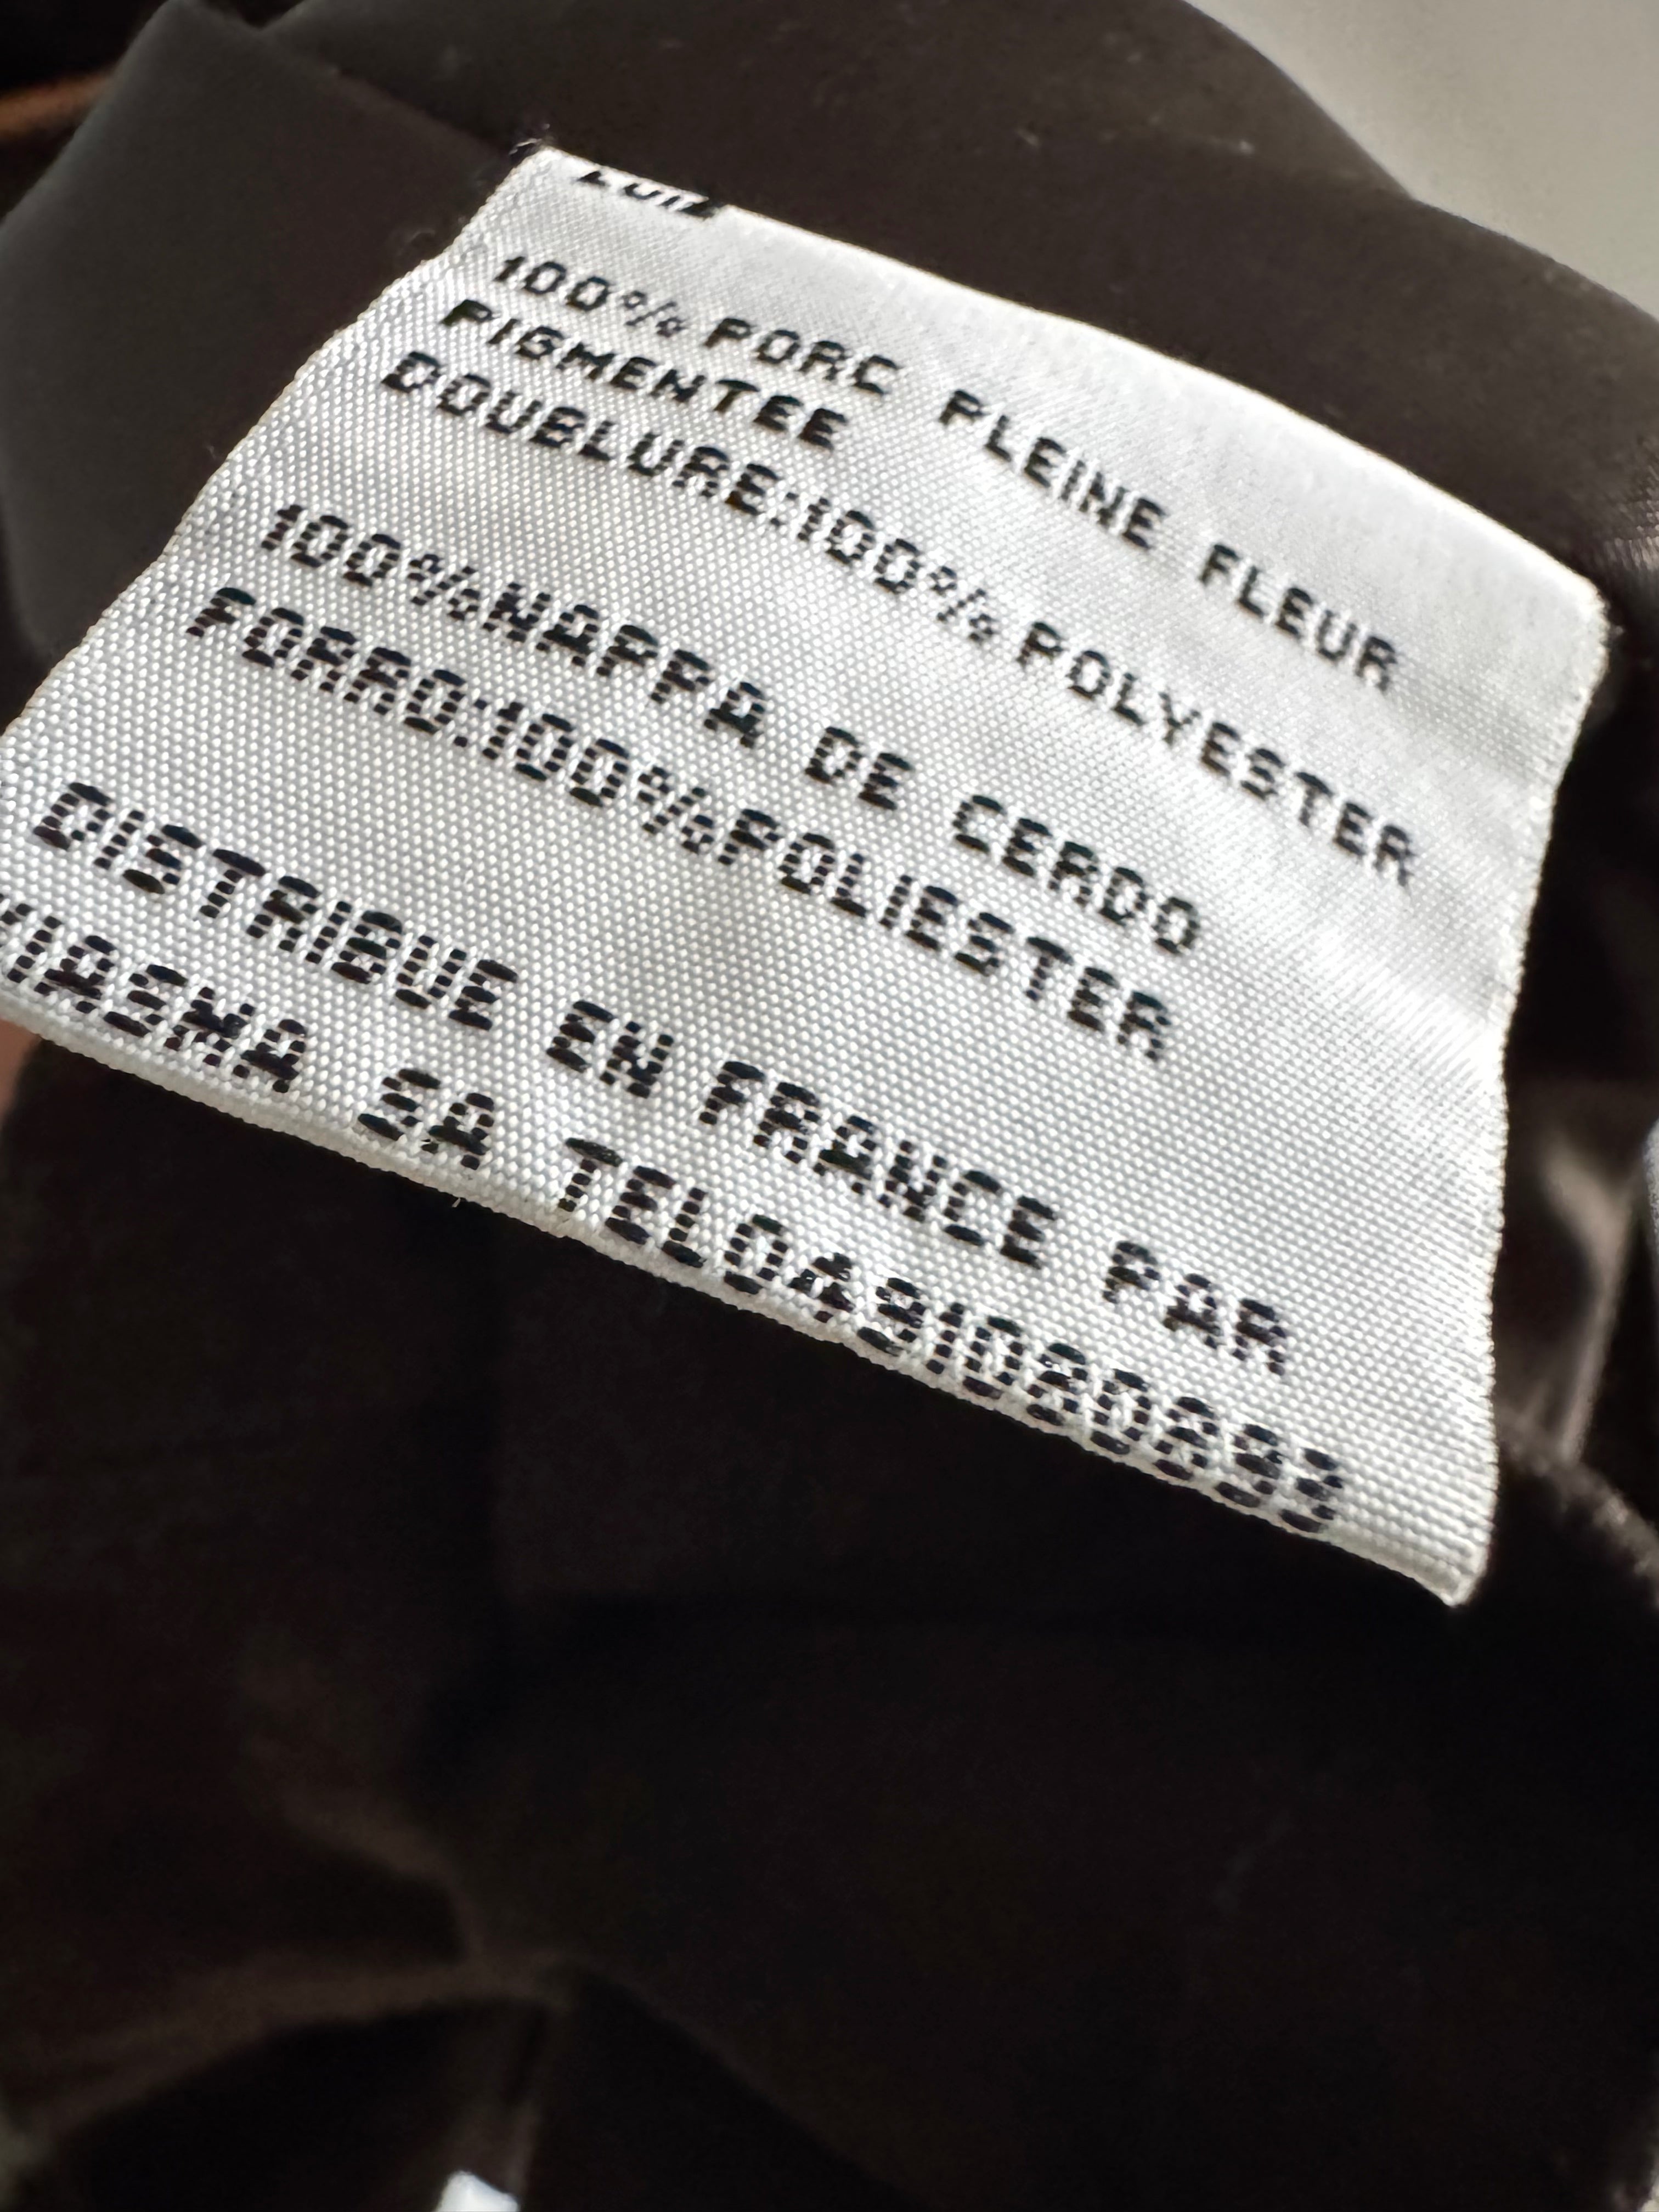 100% PORC PLEINE FLEUR
PIGMENTEE
DOUBLURE:100% POLYESTER
100%NAPPA DE CERDO
FORRO:100%POLIESTER
DISTRIBUE EN FRANCE PAR
SA